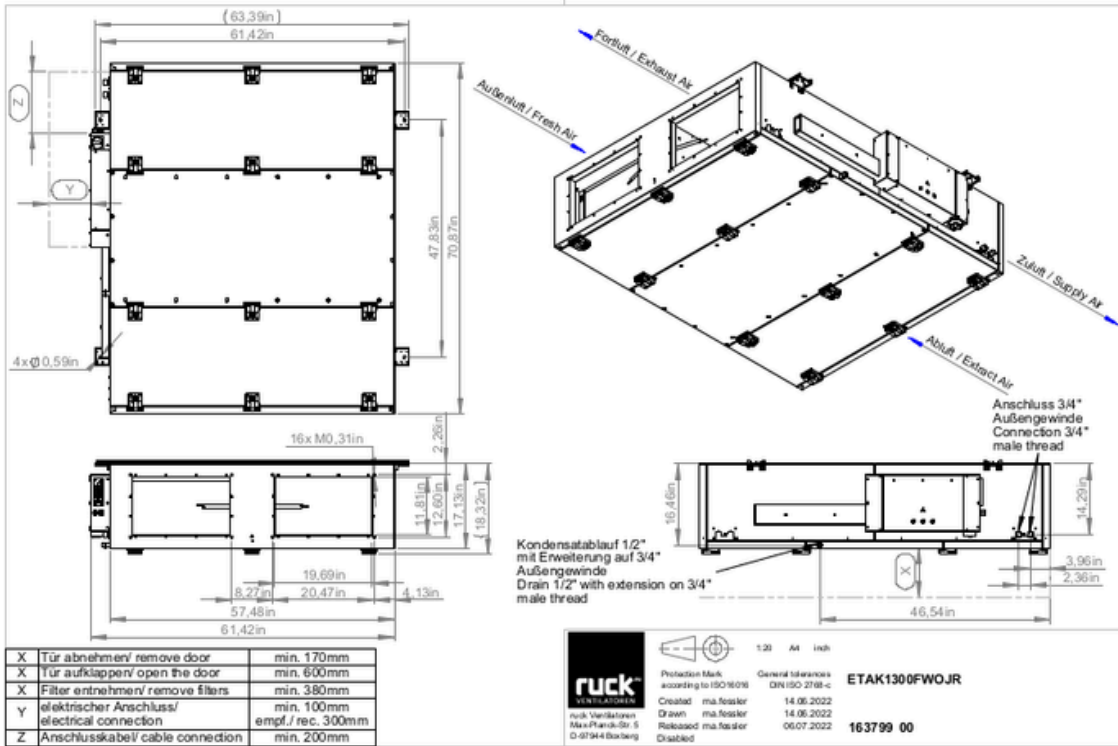 (63,39in)
61,42in
Z
Y
47,83in
70,87in
4x Ø0,59in
Fortluft / Exhaust Air
Außenluft / Fresh Air
Zuluft / Supply Air
Abluft / Extract Air
16x M0,31in
2,26in
11,81in
12,60in
17,13in
(18,32in)
19,69in
8,27in
20,47in
4,13in
57,48in
61,42in
Anschluss 3/4"
Außengewinde
Connection 3/4"
male thread
16,46in
14,29in
Kondensatablauf 1/2"
mit Erweiterung auf 3/4"
Außengewinde
Drain 1/2" with extension on 3/4"
male thread
X
3,96in
2,36in
46,54in
X Tür abnehmen/ remove door min. 170mm
X Tür aufklappen/ open the door min. 600mm
X Filter entnehmen/ remove filters min. 380mm
Y elektrischer Anschluss/ electrical connection min. 100mm
empf./ rec. 300mm
Z Anschlusskabel/ cable connection min. 200mm
ruck
VENTILATOREN
ruck Ventilatoren
Max-Planck-Str. 5
D-97944 Boxberg
1:20 A4 inch
Protection Mark
according to ISO16016
General tolerances
DIN ISO 2768-c
Created ma.fessler 14.06.2022
Drawn ma.fessler 14.06.2022
Released ma.fessler 06.07.2022
Disabled
ETAK1300FWOJR
163799 00